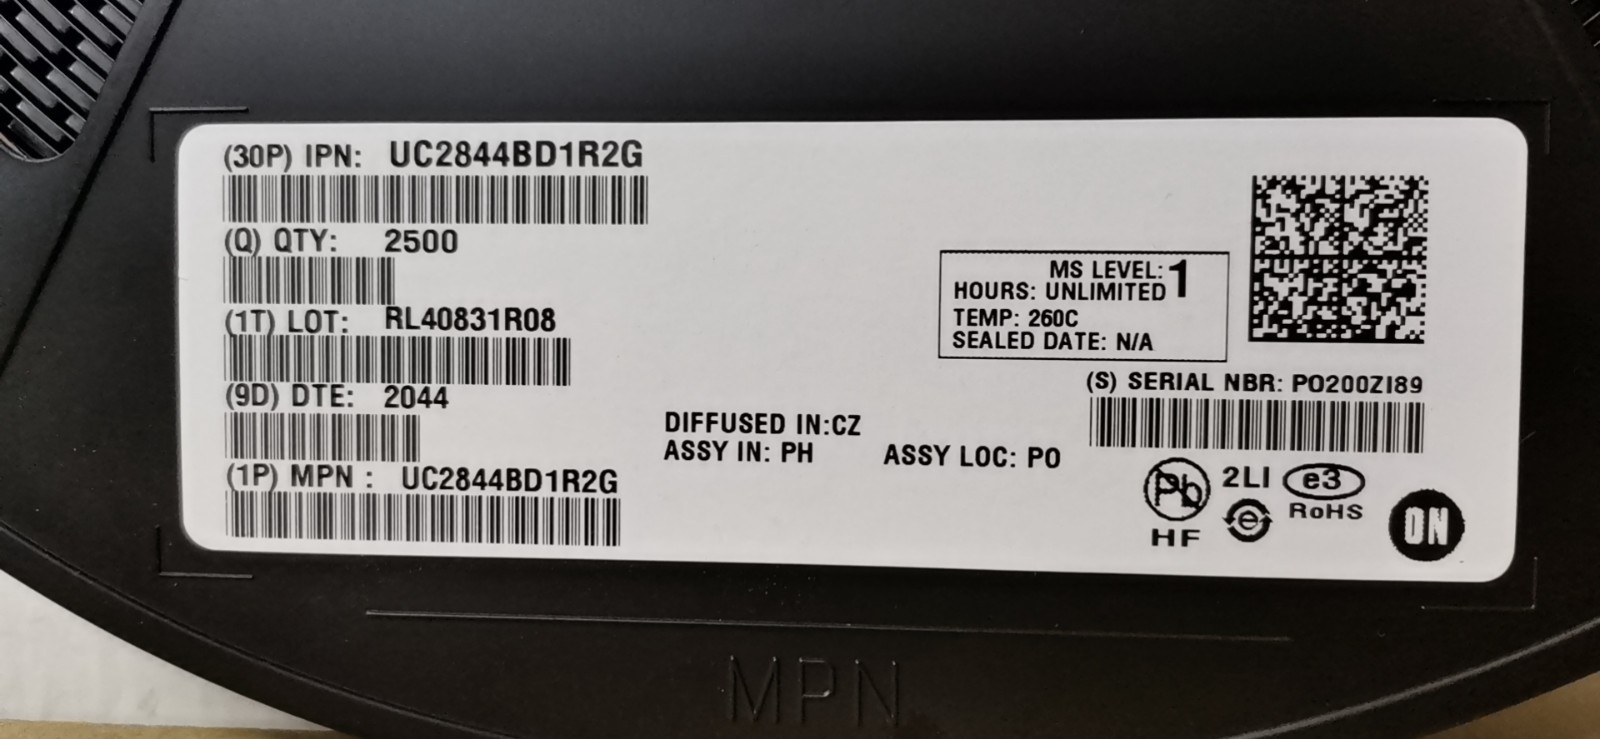 (30P) IPN: UC2844BD1R2G
(Q) QTY: 2500
(1T) LOT: RL40831R08
(9D) DTE: 2044
(1P) MPN : UC2844BD1R2G
DIFFUSED IN:CZ
ASSY IN: PH
ASSY LOC: PO
MS LEVEL: 1
HOURS: UNLIMITED
TEMP: 260C
SEALED DATE: N/A
(S) SERIAL NBR: PO200ZI89
Pb
HF
2LI
e
e3
RoHS
ON
MPN